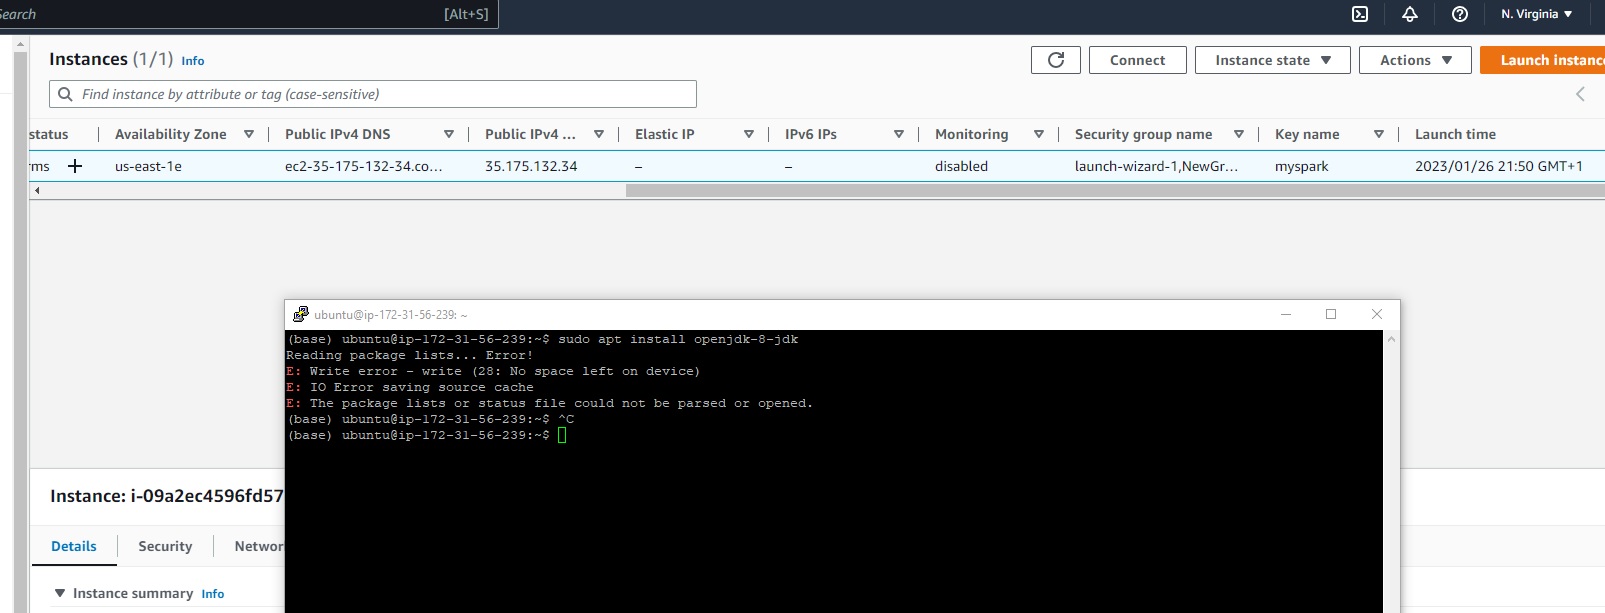 Search [Alt+S] N. Virginia
Instances (1/1) Info Connect Instance state Actions Launch instanc
Find instance by attribute or tag (case-sensitive)
status Availability Zone Public IPv4 DNS Public IPv4 ... Elastic IP IPv6 IPs Monitoring Security group name Key name Launch time
rms us-east-1e ec2-35-175-132-34.co... 35.175.132.34 – – disabled launch-wizard-1,NewGr... myspark 2023/01/26 21:50 GMT+1
ubuntu@ip-172-31-56-239: ~
(base) ubuntu@ip-172-31-56-239:~$ sudo apt install openjdk-8-jdk
Reading package lists... Error!
E: Write error - write (28: No space left on device)
E: IO Error saving source cache
E: The package lists or status file could not be parsed or opened.
(base) ubuntu@ip-172-31-56-239:~$ ^C
(base) ubuntu@ip-172-31-56-239:~$
Instance: i-09a2ec4596fd57
Details Security Networ
Instance summary Info